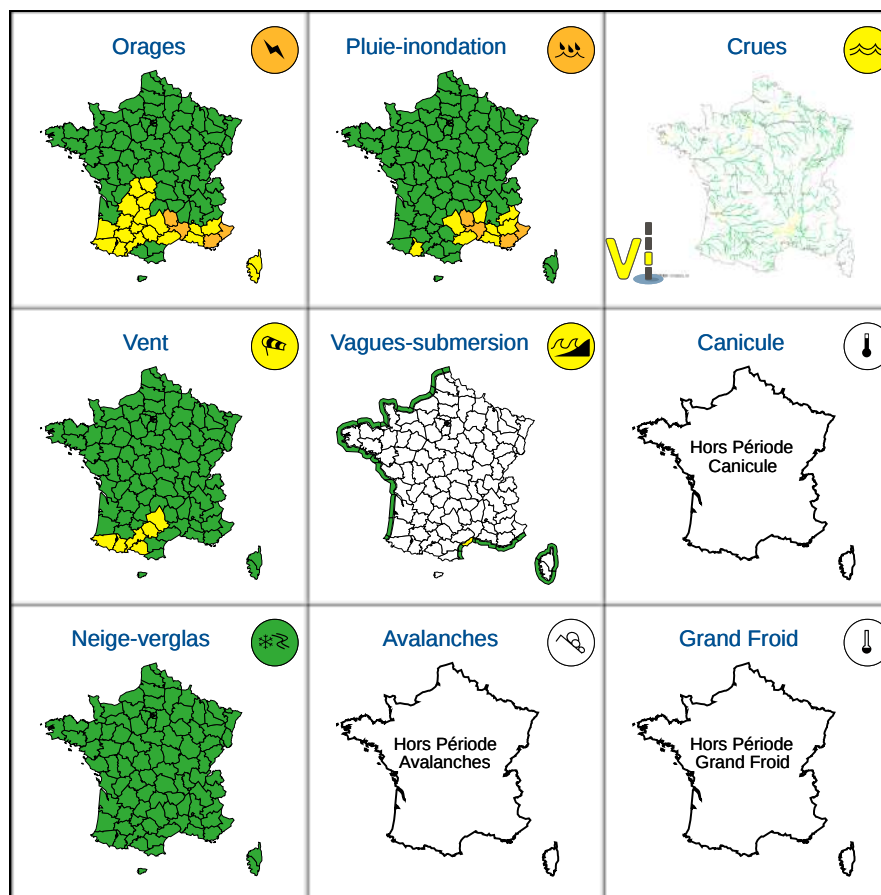 Orages
Pluie-inondation
Crues
Vi
Vent
Vagues-submersion
Canicule
Hors Période
Canicule
Neige-verglas
Avalanches
Grand Froid
Hors Période
Avalanches
Hors Période
Grand Froid